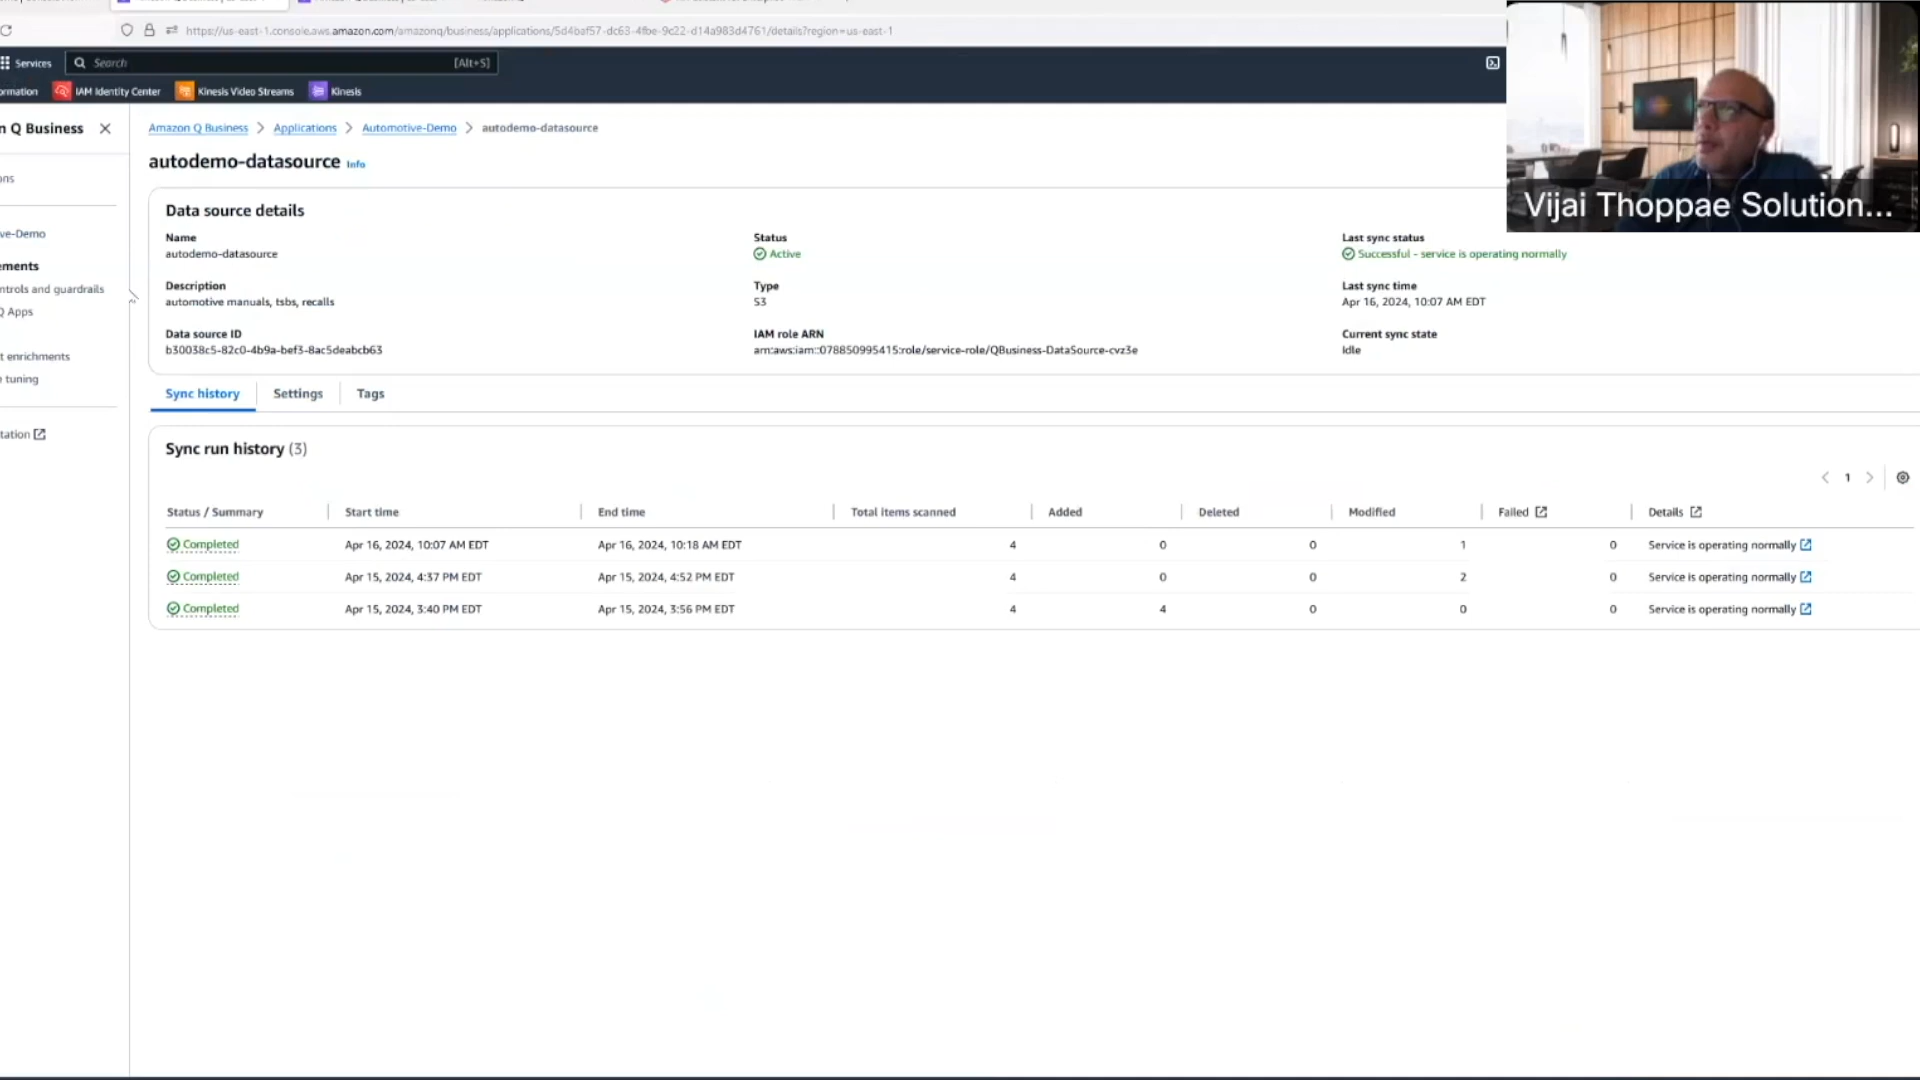 https://us-east-1.console.aws.amazon.com/amazonq/business/applications/5d4baf57-dc63-4fbe-9c22-d14a983d4761/details?region=us-east-1
Services
Search
[Alt+S]
ormation
IAM Identity Center
Kinesis Video Streams
Kinesis
Vijai Thoppae Solution...
n Q Business
ons
ve-Demo
ements
ntrols and guardrails
Q Apps
t enrichments
e tuning
tation
Amazon Q Business > Applications > Automotive-Demo > autodemo-datasource
autodemo-datasource Info
Data source details
Name
autodemo-datasource
Status
Active
Last sync status
Successful - service is operating normally
Description
automotive manuals, tsbs, recalls
Type
S3
Last sync time
Apr 16, 2024, 10:07 AM EDT
Data source ID
b30038c5-82c0-4b9a-bef3-8ac5deabcb63
IAM role ARN
arn:aws:iam::078850995415:role/service-role/QBusiness-DataSource-cvz3e
Current sync state
Idle
Sync history
Settings
Tags
Sync run history (3)
< 1 >
Status / Summary Start time End time Total items scanned Added Deleted Modified Failed Details
Completed Apr 16, 2024, 10:07 AM EDT Apr 16, 2024, 10:18 AM EDT 4 0 0 1 0 Service is operating normally
Completed Apr 15, 2024, 4:37 PM EDT Apr 15, 2024, 4:52 PM EDT 4 0 0 2 0 Service is operating normally
Completed Apr 15, 2024, 3:40 PM EDT Apr 15, 2024, 3:56 PM EDT 4 4 0 0 0 Service is operating normally